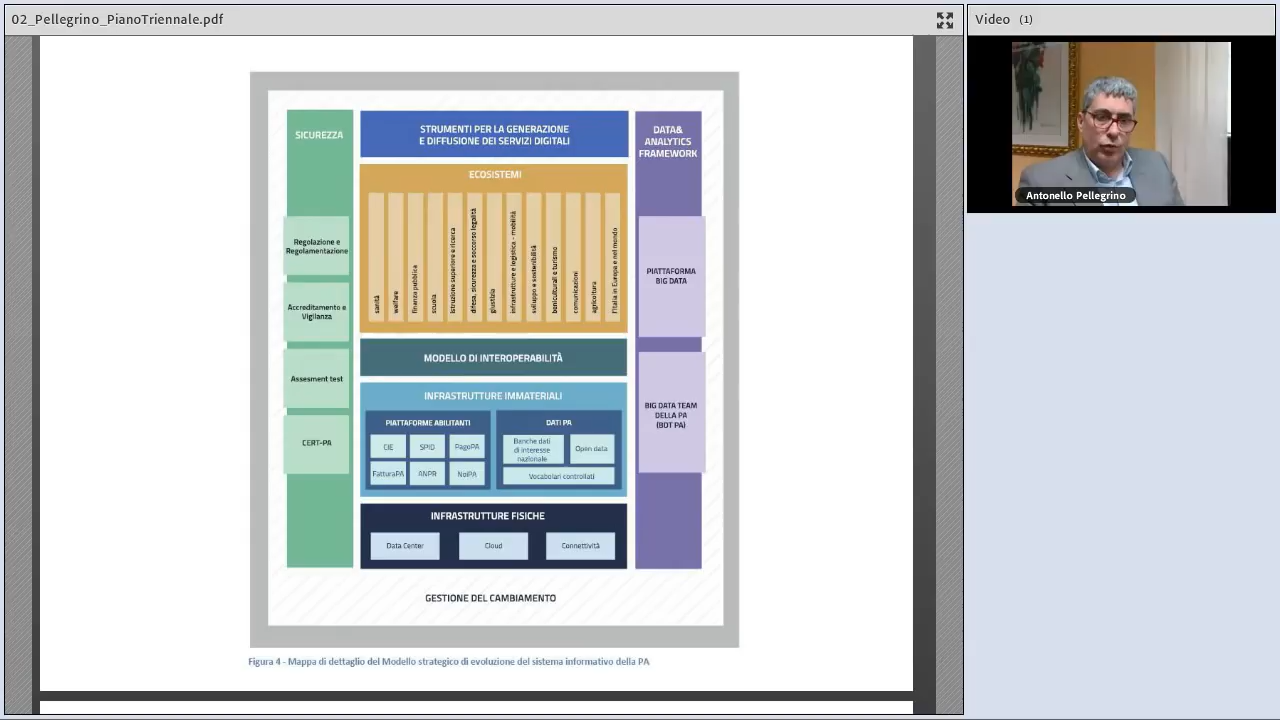 02_Pellegrino_PianoTriennale.pdf
Video (1)
Antonello Pellegrino
SICUREZZA
Regolazione e
Regolamentazione
Accreditamento e
Vigilanza
Assesment test
CERT-PA
STRUMENTI PER LA GENERAZIONE
E DIFFUSIONE DEI SERVIZI DIGITALI
ECOSISTEMI
sanità
welfare
finanza pubblica
scuola
istruzione superiore e ricerca
difesa, sicurezza e soccorso legalità
giustizia
infrastrutture e logistica - mobilità
sviluppo e sostenibilità
beniculturali e turismo
comunicazioni
agricoltura
l'Italia in Europa e nel mondo
MODELLO DI INTEROPERABILITÀ
INFRASTRUTTURE IMMATERIALI
PIATTAFORME ABILITANTI
CIE
SPID
PagoPA
FatturaPA
ANPR
NoiPA
DATI PA
Banche dati
di interesse
nazionale
Open data
Vocabolari controllati
INFRASTRUTTURE FISICHE
Data Center
Cloud
Connettività
DATA&
ANALYTICS
FRAMEWORK
PIATTAFORMA
BIG DATA
BIG DATA TEAM
DELLA PA
(BDT PA)
GESTIONE DEL CAMBIAMENTO
Figura 4 - Mappa di dettaglio del Modello strategico di evoluzione del sistema informativo della PA